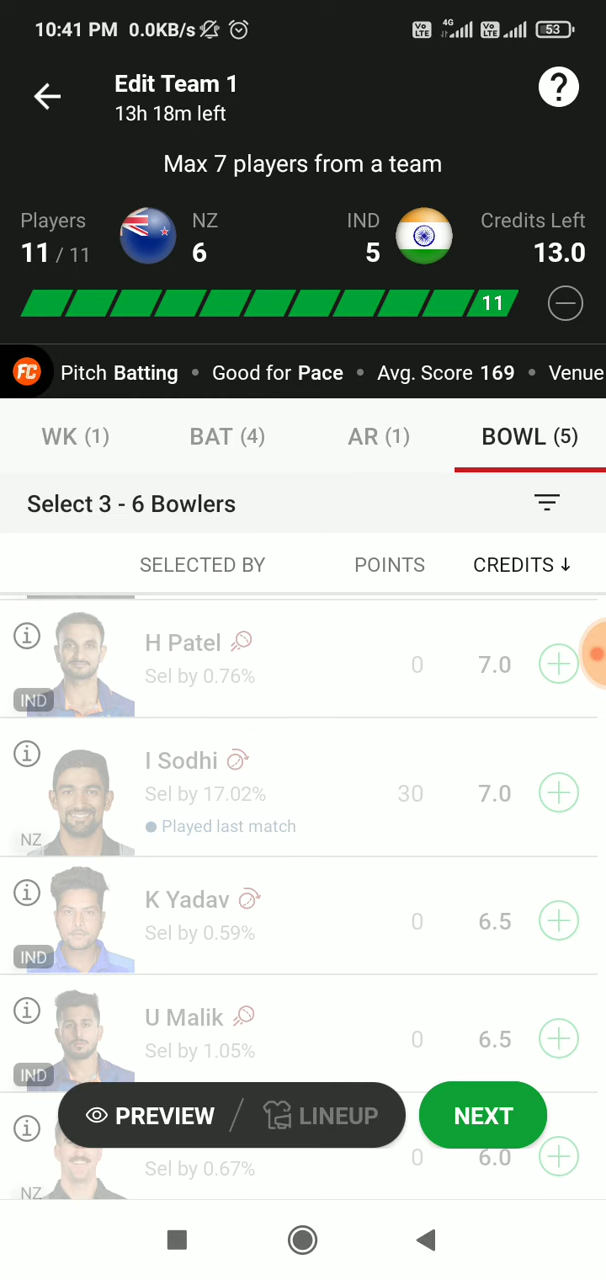 10:41 PM 0.0KB/s Vo LTE 4G Vo LTE 53
Edit Team 1
13h 18m left
?
Max 7 players from a team
Players NZ IND Credits Left
11 / 11 6 5 13.0
11
FC Pitch Batting • Good for Pace • Avg. Score 169 • Venue
WK (1) BAT (4) AR (1) BOWL (5)
Select 3 - 6 Bowlers
SELECTED BY POINTS CREDITS ↓
H Patel
Sel by 0.76% 0 7.0
IND
I Sodhi
Sel by 17.02% 30 7.0
Played last match
NZ
K Yadav
Sel by 0.59% 0 6.5
IND
U Malik
Sel by 1.05% 0 6.5
IND
PREVIEW / LINEUP NEXT
Sel by 0.67% 0 6.0
NZ